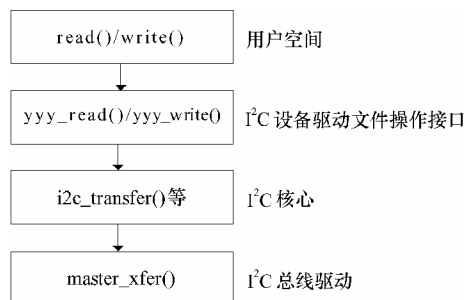 read()/write() 用户空间
yyy_read()/yyy_write() I²C 设备驱动文件操作接口
i2c_transfer()等 I²C 核心
master_xfer() I²C 总线驱动